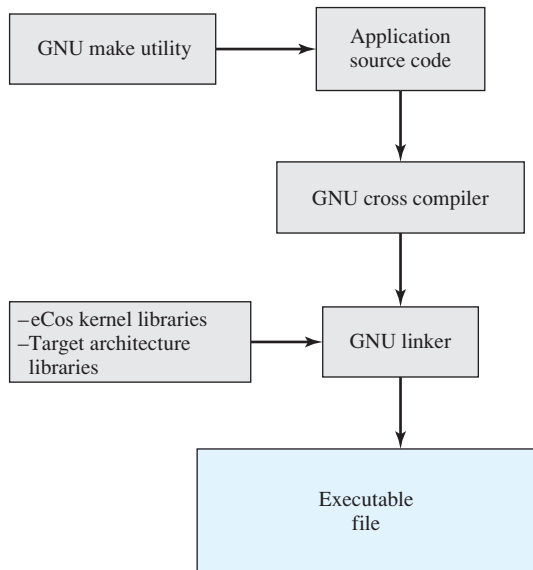 GNU make utility
Application
source code
GNU cross compiler
–eCos kernel libraries
–Target architecture
libraries
GNU linker
Executable
file